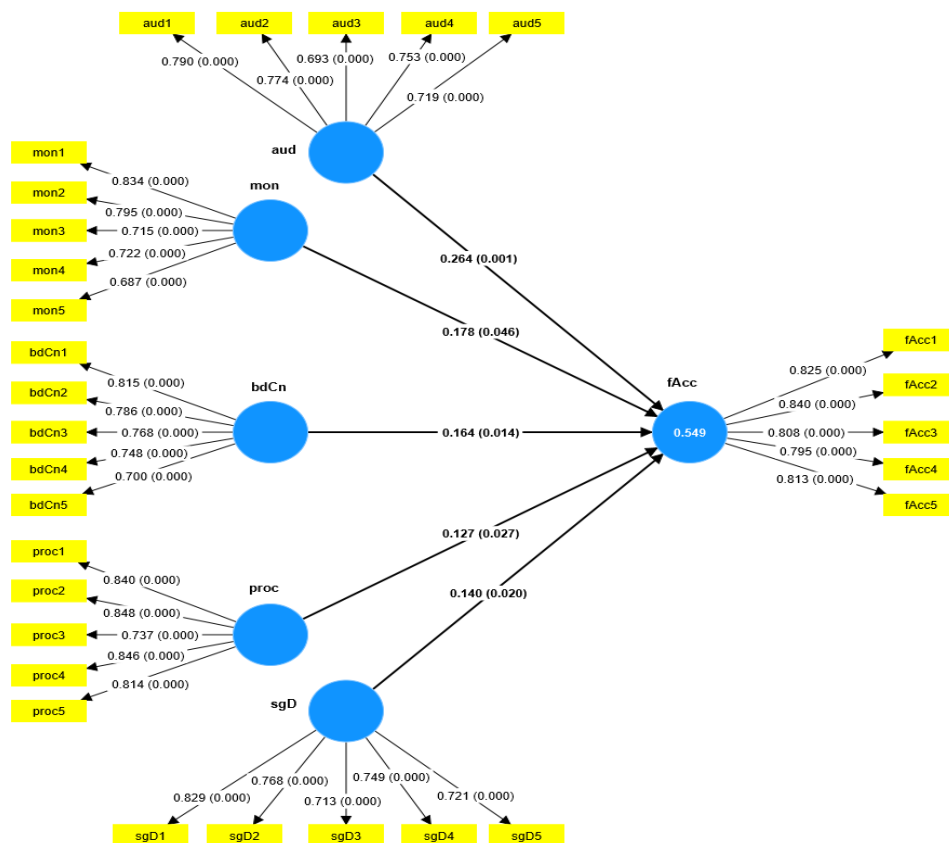 aud1 aud2 aud3 aud4 aud5
0.790 (0.000)
0.774 (0.000)
0.693 (0.000)
0.753 (0.000)
0.719 (0.000)
aud
mon1
mon2
mon3
mon4
mon5
0.834 (0.000)
0.795 (0.000)
0.715 (0.000)
0.722 (0.000)
0.687 (0.000)
mon
0.264 (0.001)
0.178 (0.046)
bdCn1
bdCn2
bdCn3
bdCn4
bdCn5
0.815 (0.000)
0.786 (0.000)
0.768 (0.000)
0.748 (0.000)
0.700 (0.000)
bdCn
0.164 (0.014)
fAcc
0.549
0.825 (0.000)
0.840 (0.000)
0.808 (0.000)
0.795 (0.000)
0.813 (0.000)
fAcc1
fAcc2
fAcc3
fAcc4
fAcc5
proc1
proc2
proc3
proc4
proc5
0.840 (0.000)
0.848 (0.000)
0.737 (0.000)
0.846 (0.000)
0.814 (0.000)
proc
0.127 (0.027)
0.140 (0.020)
sgD
0.829 (0.000)
0.768 (0.000)
0.713 (0.000)
0.749 (0.000)
0.721 (0.000)
sgD1 sgD2 sgD3 sgD4 sgD5